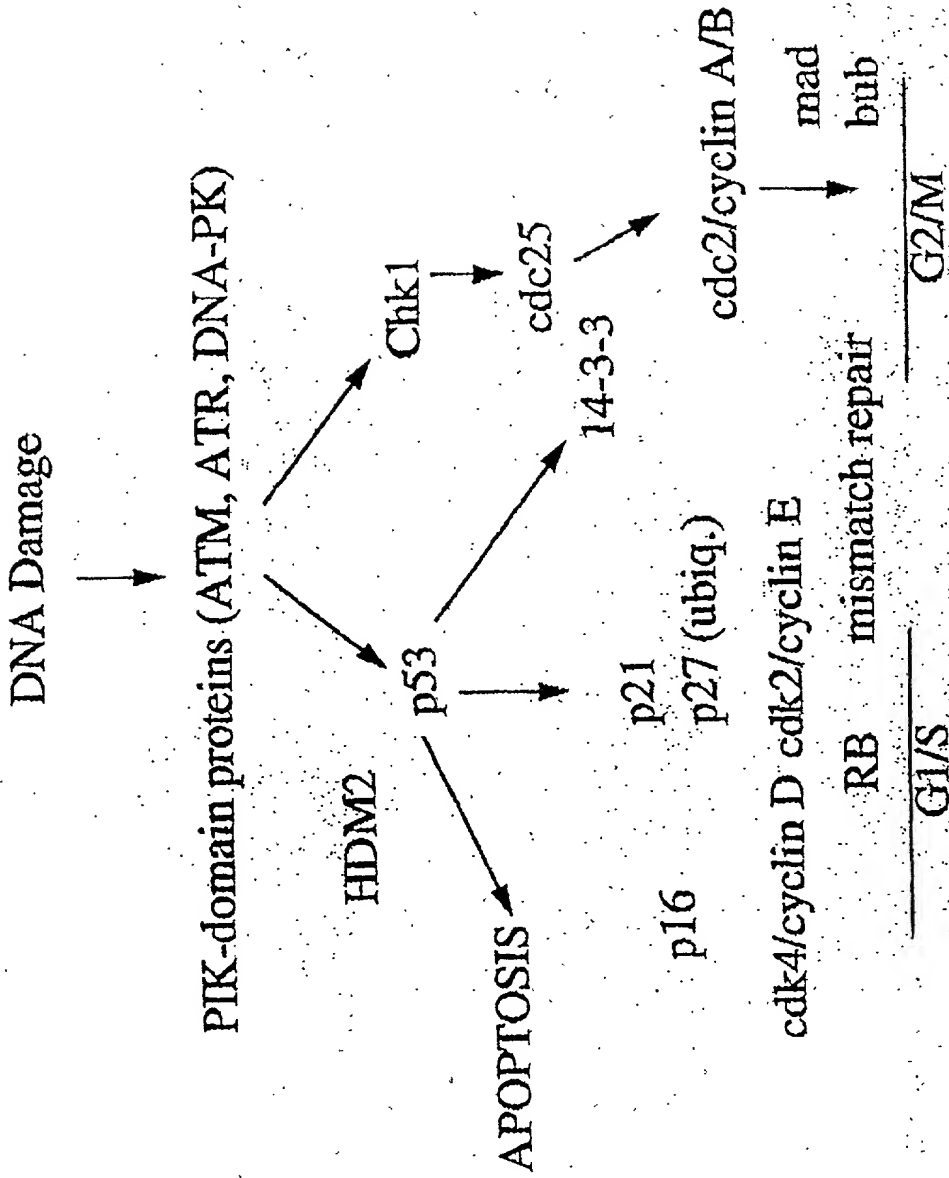 DNA Damage
PIK-domain proteins (ATM, ATR, DNA-PK)
HDM2
p53
Chk1
APOPTOSIS
cdc25
14-3-3
p16
p21
p27 (ubiq.)
cdc2/cyclin A/B
cdk4/cyclin D cdk2/cyclin E
mad
RB
mismatch repair
bub
G1/S
G2/M